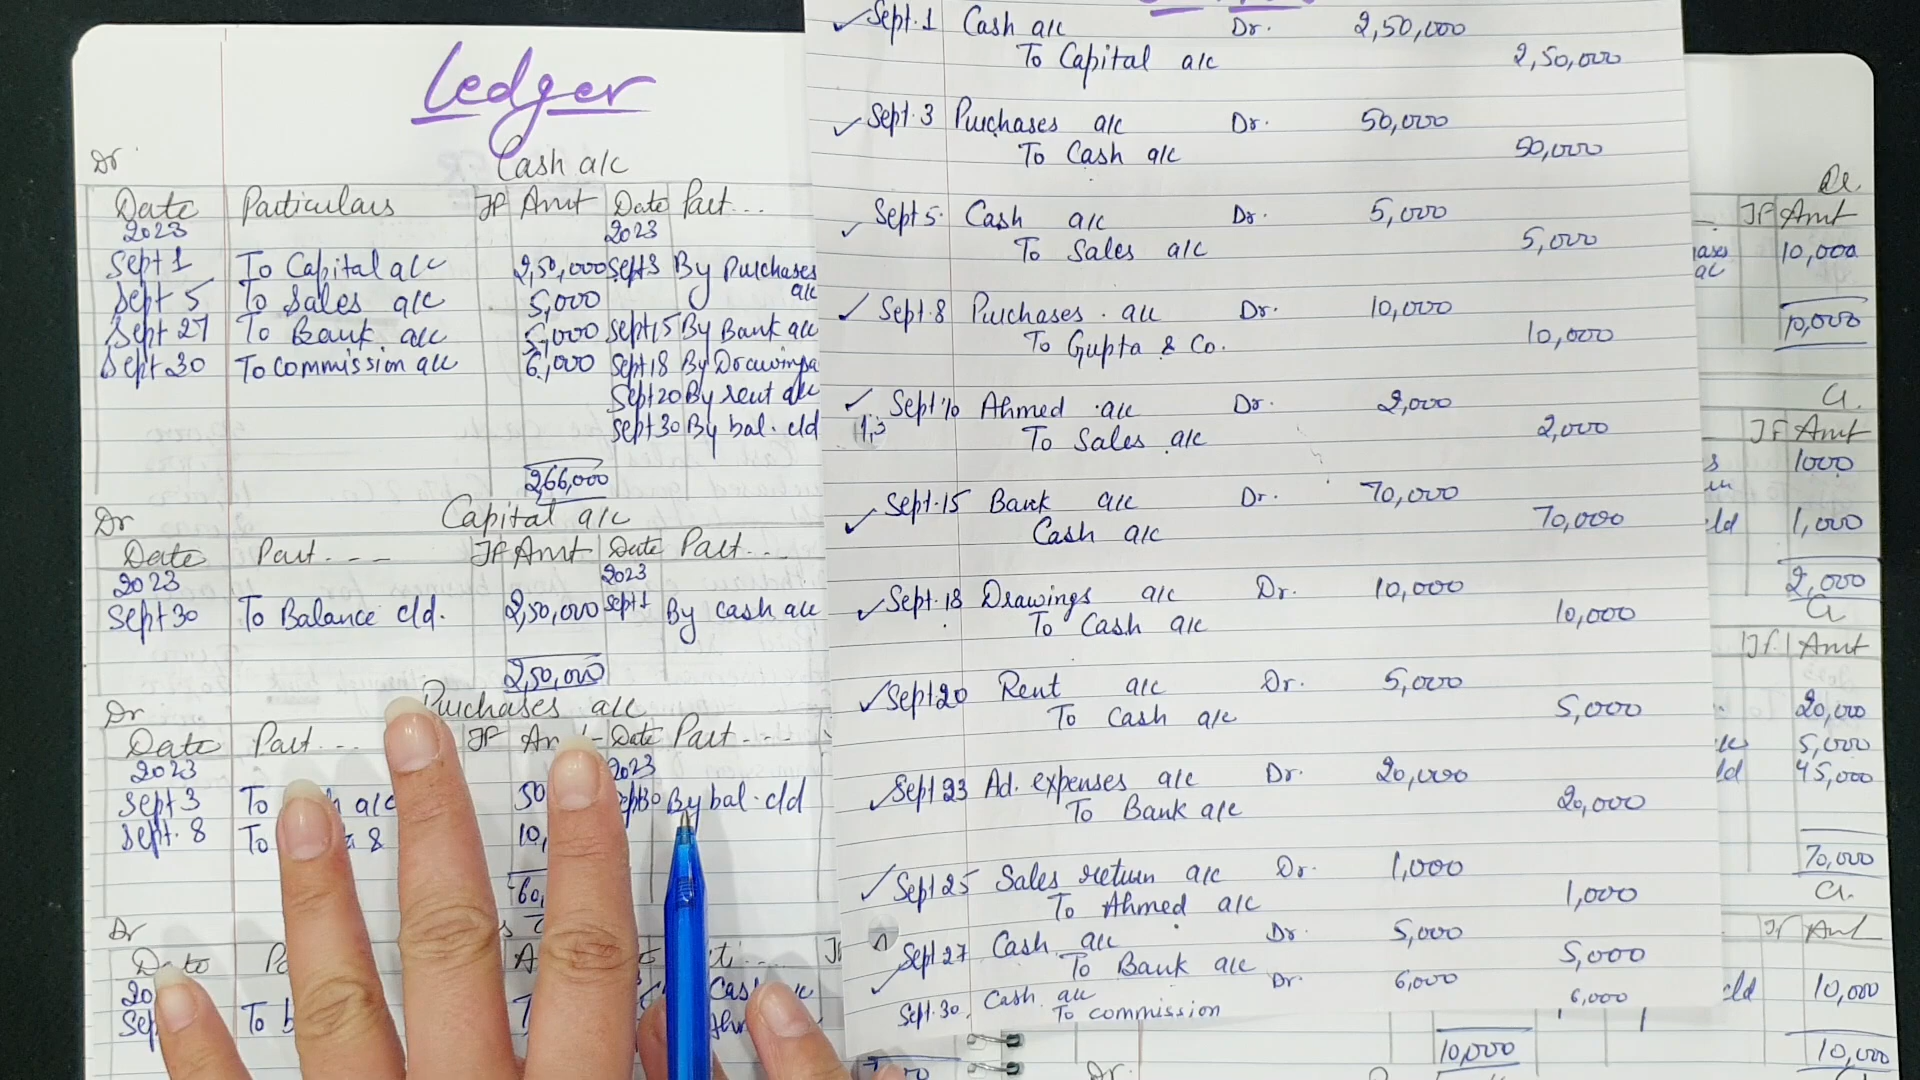 Ledger
Dr
Cash a/c
Date Particulars JF Amt Date Part...
2023 2023
Sept 1 To Capital a/c 2,50,000 Sept 3 By Purchases a/c
Sept 5 To Sales a/c 5,000
Sept 27 To Bank a/c 5,000 Sept 15 By Bank a/c
Sept 30 To commission a/c 6,000 Sept 18 By Drawings
Sept 20 By rent a/c
Sept 30 By bal. c/d
2,66,000
Dr Capital a/c
Date Part... JF Amt Date Part...
2023 2023
Sept 30 To Balance c/d. 2,50,000 Sept 1 By cash a/c
2,50,000
Dr Purchases a/c
Date Part... JF Date Part...
2023 2023
Sept 3 To a/c 50 By bal. c/d
Sept. 8 To & 10,
60,
Dr
Date
To
Sept. 1 Cash a/c Dr. 2,50,000
To Capital a/c 2,50,000
Sept. 3 Purchases a/c Dr. 50,000
To Cash a/c 50,000
Sept 5. Cash a/c Dr. 5,000
To Sales a/c 5,000
Sept. 8 Purchases a/c Dr. 10,000
To Gupta & Co. 10,000
Sept 10 Ahmed a/c Dr. 2,000
To Sales a/c 2,000
Sept. 15 Bank a/c Dr. 70,000
Cash a/c 70,000
Sept. 18 Drawings a/c Dr. 10,000
To Cash a/c 10,000
Sept 20 Rent a/c Dr. 5,000
To Cash a/c 5,000
Sept 23 Ad. expenses a/c Dr. 20,000
To Bank a/c 20,000
Sept 25 Sales return a/c Dr. 1,000
To Ahmed a/c 1,000
Sept 27 Cash a/c Dr. 5,000
To Bank a/c 5,000
Sept. 30. Cash a/c Dr. 6,000
To commission 6,000
JF Amt
10,000
10,000
Cr.
JF Amt
1000
1,000
2,000
Cr
JF. Amt
20,000
5,000
45,000
70,000
Cr.
JF Amt
c/d 10,000
10,000 10,000
Dr.